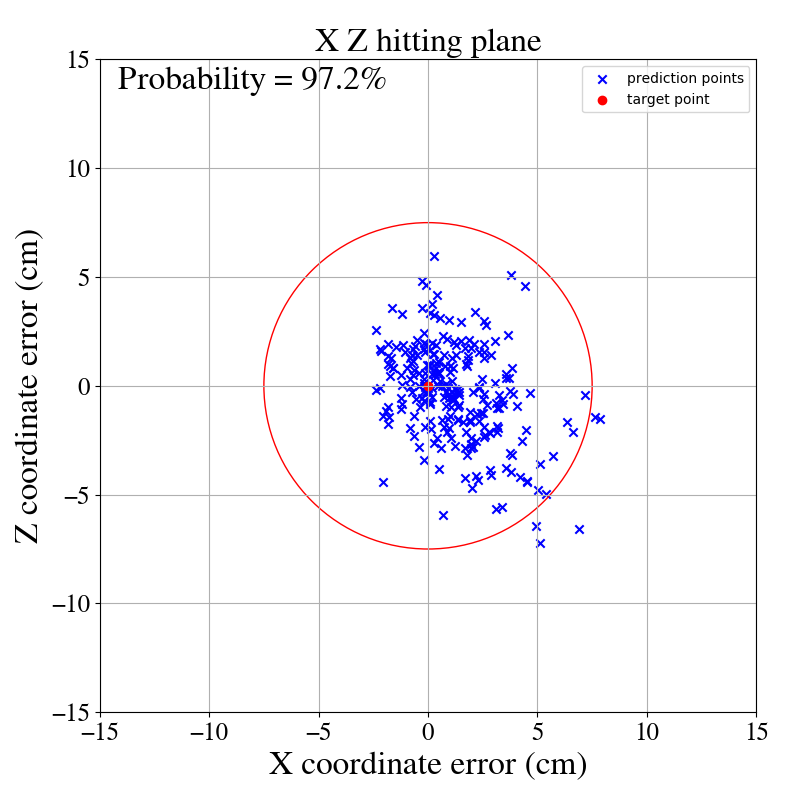 X Z hitting plane
Probability = 97.2%
prediction points
target point
15
10
5
0
−5
−10
−15
Z coordinate error (cm)
−15 −10 −5 0 5 10 15
X coordinate error (cm)